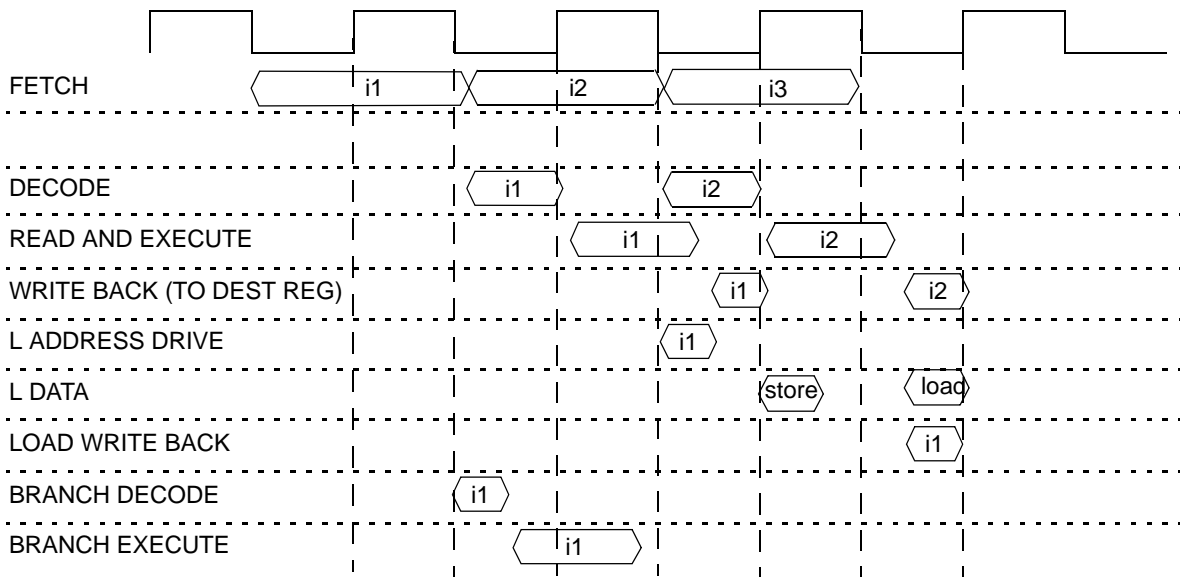 FETCH i1 i2 i3
DECODE i1 i2
READ AND EXECUTE i1 i2
WRITE BACK (TO DEST REG) i1 i2
L ADDRESS DRIVE i1
L DATA store load
LOAD WRITE BACK i1
BRANCH DECODE i1
BRANCH EXECUTE i1